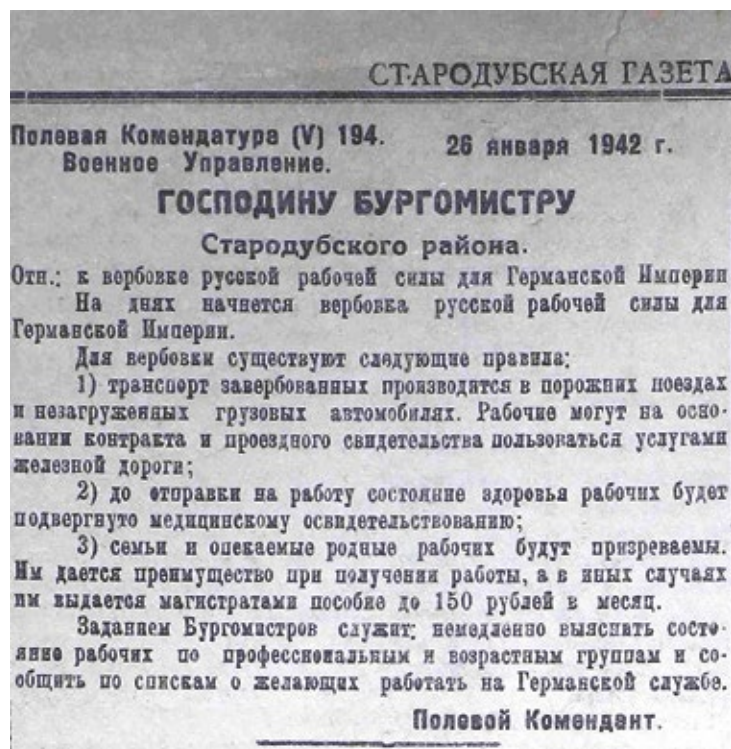 СТАРОДУБСКАЯ ГАЗЕТА
Полевая Комендатура (V) 194.
Военное Управление.
26 января 1942 г.
ГОСПОДИНУ БУРГОМИСТРУ
Стародубского района.
Отн.: к вербовке русской рабочей силы для Германской Империи
На днях начнется вербовка русской рабочей силы для
Германской Империи.
Для вербовки существуют следующие правила:
1) транспорт завербованных производится в порожних поездах
и незагруженных грузовых автомобилях. Рабочие могут на осно-
вании контракта и проездного свидетельства пользоваться услугами
железной дороги;
2) до отправки на работу состояние здоровья рабочих будет
подвергнуто медицинскому освидетельствованию;
3) семьи и опекаемые родные рабочих будут призреваемы.
Им дается преимущество при получении работы, а в иных случаях
им выдается магистратами пособие до 150 рублей в месяц.
Заданием Бургомистров служит: немедленно выяснить состо-
яние рабочих по профессиональным и возрастным группам и со-
общить по спискам о желающих работать на Германской службе.
Полевой Комендант.